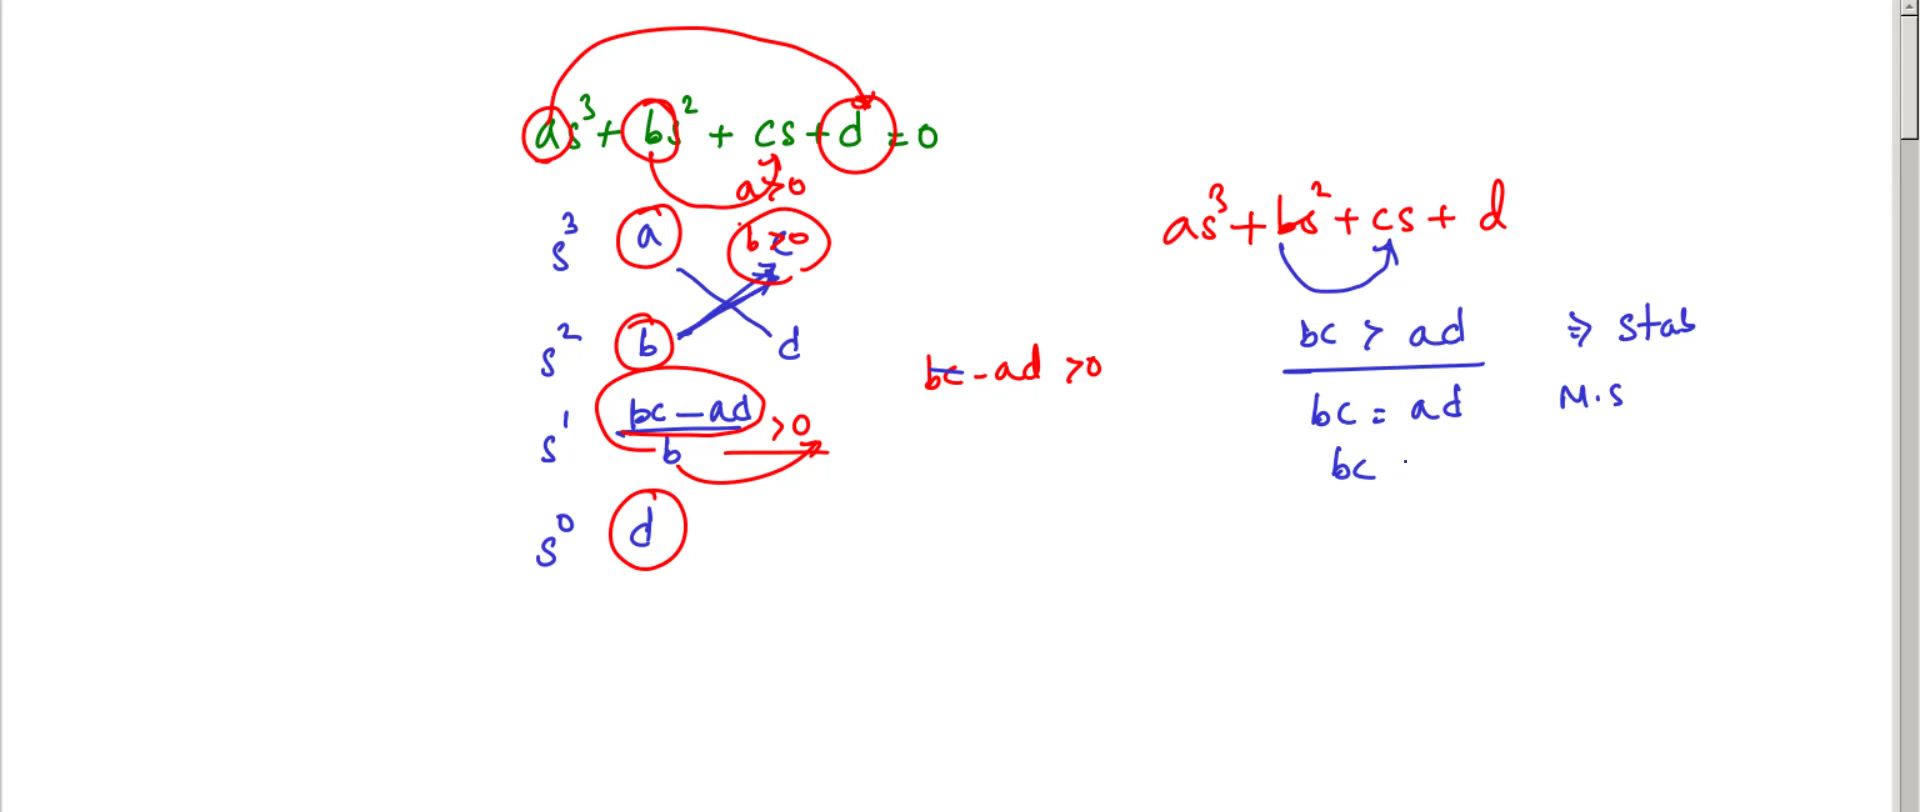 as³ + bs² + cs + d = 0
a > 0
s³ a b > 0
s² b d
s¹ bc – ad / b > 0
s⁰ d
bc – ad > 0
as³ + bs² + cs + d
bc > ad ⇒ stab
bc = ad M.S
bc